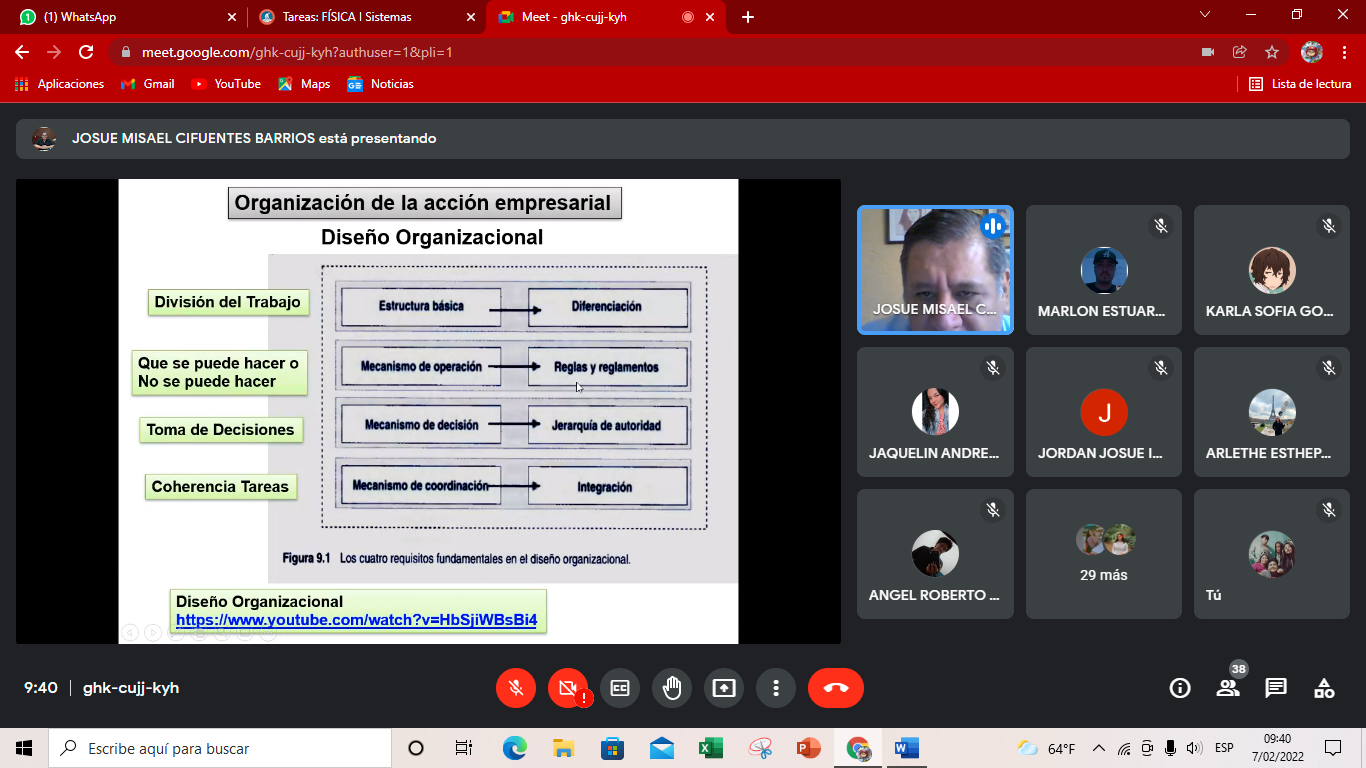 (1) WhatsApp
Tareas: FÍSICA I Sistemas
Meet - ghk-cujj-kyh
meet.google.com/ghk-cujj-kyh?authuser=1&pli=1
Aplicaciones
Gmail
YouTube
Maps
Noticias
Lista de lectura
JOSUE MISAEL CIFUENTES BARRIOS está presentando
Organización de la acción empresarial
Diseño Organizacional
División del Trabajo
Estructura básica
Diferenciación
Que se puede hacer o
No se puede hacer
Mecanismo de operación
Reglas y reglamentos
Toma de Decisiones
Mecanismo de decisión
Jerarquía de autoridad
Coherencia Tareas
Mecanismo de coordinación
Integración
Figura 9.1 Los cuatro requisitos fundamentales en el diseño organizacional.
Diseño Organizacional
https://www.youtube.com/watch?v=HbSjiWBsBi4
JOSUE MISAEL C...
MARLON ESTUAR...
KARLA SOFIA GO...
JAQUELIN ANDRE...
J
JORDAN JOSUE I...
ARLETHE ESTHEP...
ANGEL ROBERTO ...
29 más
Tú
9:40 | ghk-cujj-kyh
38
Escribe aquí para buscar
64°F
ESP
09:40
7/02/2022